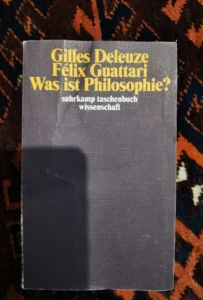 Gilles Deleuze
Félix Guattari
Was ist Philosophie?
suhrkamp taschenbuch
wissenschaft